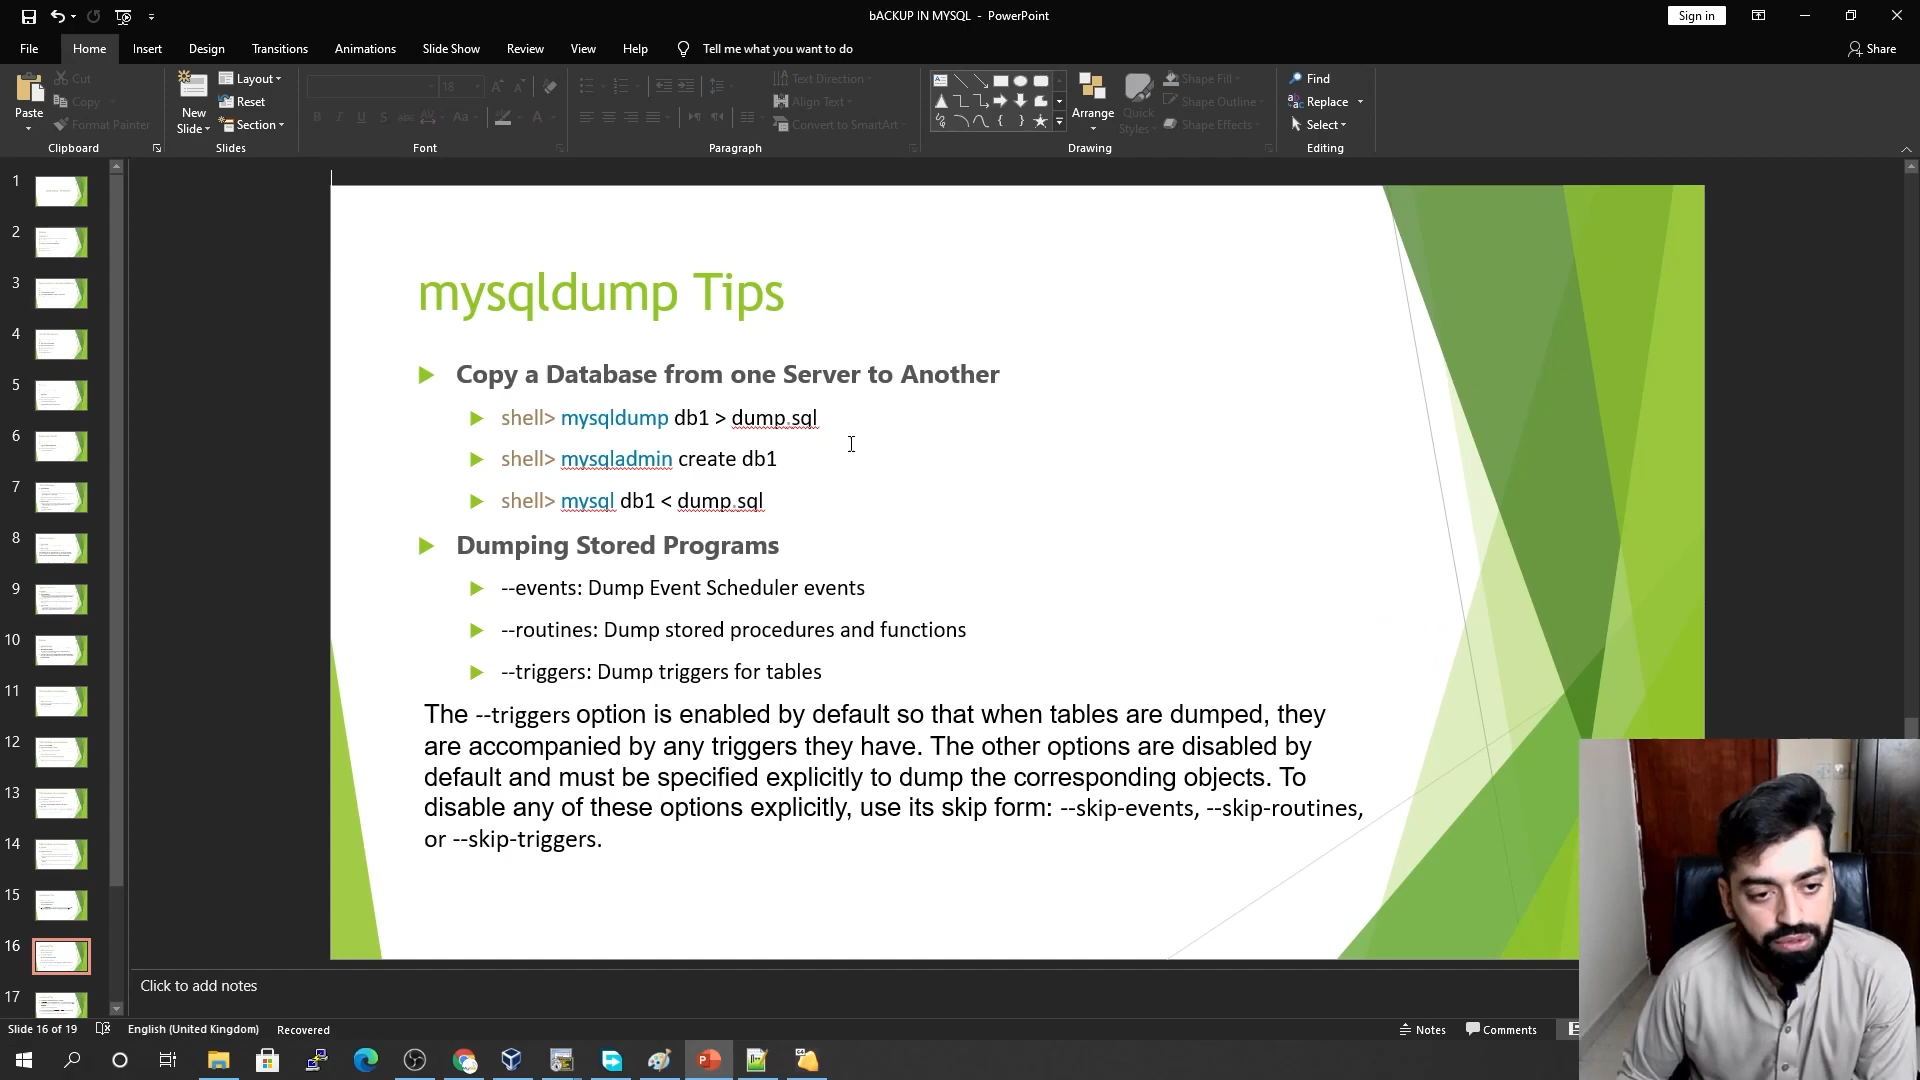 bACKUP IN MYSQL - PowerPoint
Sign in
File Home Insert Design Transitions Animations Slide Show Review View Help Tell me what you want to do Share
Paste
Cut
Copy
Format Painter
Clipboard
New Slide
Layout
Reset
Section
Slides
18
Font
Text Direction
Align Text
Convert to SmartArt
Paragraph
Arrange
Quick Styles
Shape Fill
Shape Outline
Shape Effects
Drawing
Find
Replace
Select
Editing
1
2
3
4
5
6
7
8
9
10
11
12
13
14
15
16
17
mysqldump Tips
Copy a Database from one Server to Another
shell> mysqldump db1 > dump.sql
shell> mysqladmin create db1
shell> mysql db1 < dump.sql
Dumping Stored Programs
--events: Dump Event Scheduler events
--routines: Dump stored procedures and functions
--triggers: Dump triggers for tables
The --triggers option is enabled by default so that when tables are dumped, they
are accompanied by any triggers they have. The other options are disabled by
default and must be specified explicitly to dump the corresponding objects. To
disable any of these options explicitly, use its skip form: --skip-events, --skip-routines,
or --skip-triggers.
Click to add notes
Slide 16 of 19 English (United Kingdom) Recovered Notes Comments